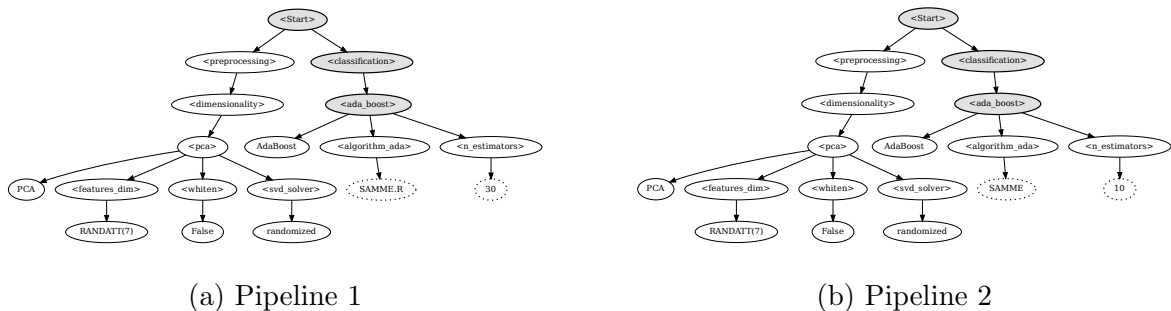 <Start>
<preprocessing>
<classification>
<dimensionality>
<ada_boost>
<pca>
AdaBoost
<algorithm_ada>
<n_estimators>
PCA
<features_dim>
<whiten>
<svd_solver>
SAMME.R
30
RANDATT(7)
False
randomized
(a) Pipeline 1
<Start>
<preprocessing>
<classification>
<dimensionality>
<ada_boost>
<pca>
AdaBoost
<algorithm_ada>
<n_estimators>
PCA
<features_dim>
<whiten>
<svd_solver>
SAMME
10
RANDATT(7)
False
randomized
(b) Pipeline 2